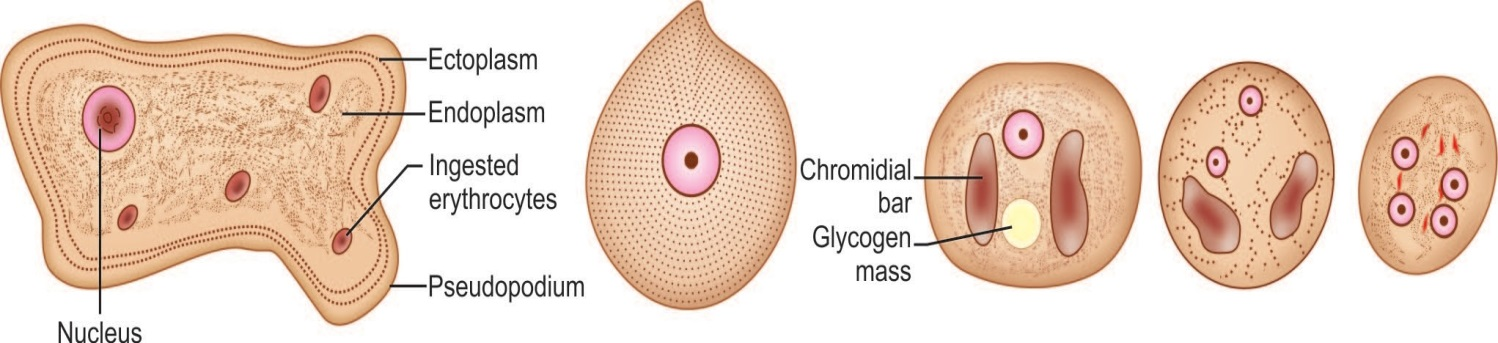 Ectoplasm
Endoplasm
Ingested
erythrocytes
Pseudopodium
Nucleus
Chromidial
bar
Glycogen
mass